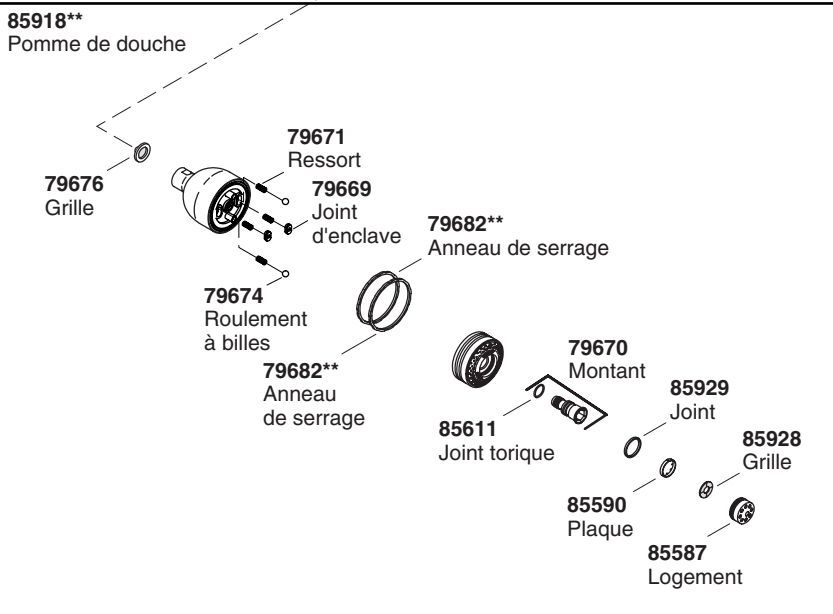 85918**
Pomme de douche
79671
Ressort
79676
Grille
79669
Joint
d'enclave
79682**
Anneau de serrage
79674
Roulement
à billes
79682**
Anneau
de serrage
79670
Montant
85611
Joint torique
85929
Joint
85928
Grille
85590
Plaque
85587
Logement